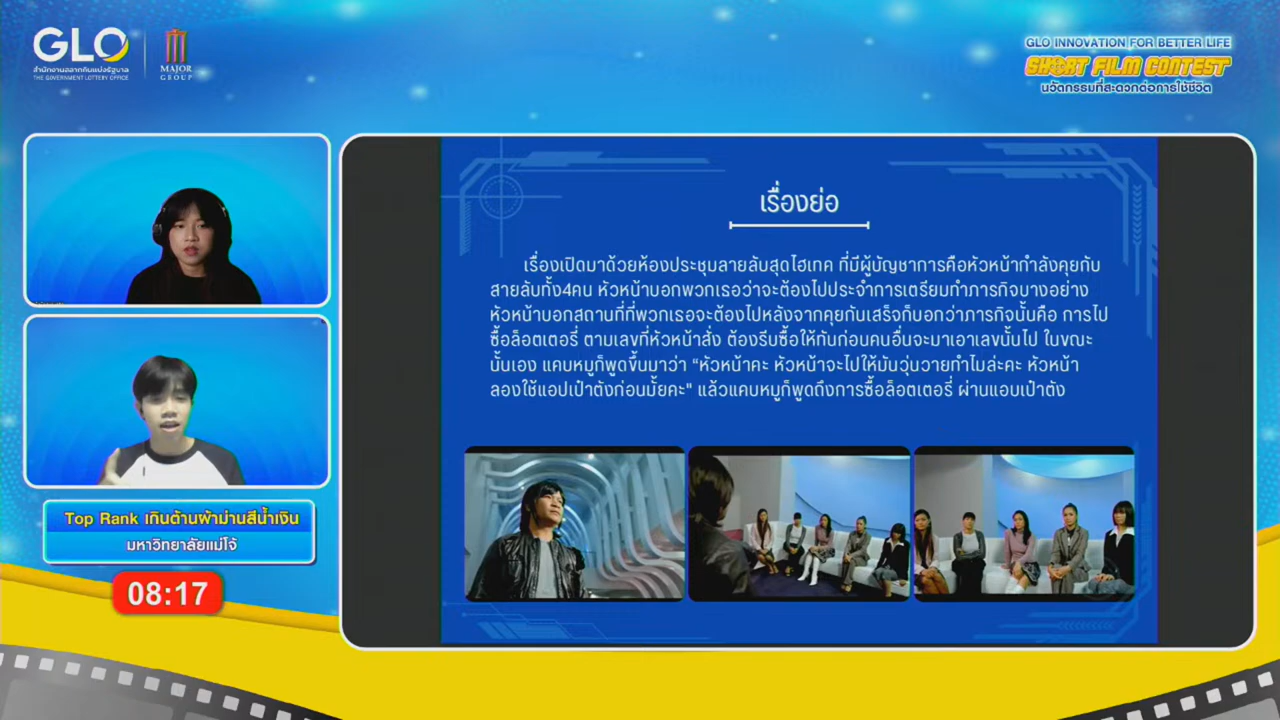 GLO
สำนักงานสลากกินแบ่งรัฐบาล
THE GOVERNMENT LOTTERY OFFICE
MAJOR
GROUP
GLO INNOVATION FOR BETTER LIFE
SHORT FILM CONTEST
นวัตกรรมที่สะดวกต่อการใช้ชีวิต
เรื่องย่อ
เรื่องเปิดมาด้วยห้องประชุมลายลับสุดไฮเทค ที่มีผู้บัญชาการคือหัวหน้ากำลังคุยกับ
สายลับทั้ง4คน หัวหน้าบอกพวกเธอว่าจะต้องไปประจำการเตรียมทำภารกิจบางอย่าง
หัวหน้าบอกสถานที่ที่พวกเธอจะต้องไปหลังจากคุยกันเสร็จก็บอกว่าภารกิจนั้นคือ การไป
ซื้อล็อตเตอรี่ ตามเลขที่หัวหน้าสั่ง ต้องรีบซื้อให้ทันก่อนคนอื่นจะมาเอาเลขนั้นไป ในขณะ
นั้นเอง แคบหมูก็พูดขึ้นมาว่า "หัวหน้าคะ หัวหน้าจะไปให้มันวุ่นวายทำไมล่ะคะ หัวหน้า
ลองใช้แอปเป๋าตังก่อนมั้ยคะ" แล้วแคบหมูก็พูดถึงการซื้อล็อตเตอรี่ ผ่านแอบเป๋าตัง
Top Rank เกินต้านผ้าม่านสีน้ำเงิน
มหาวิทยาลัยแม่โจ้
08:17